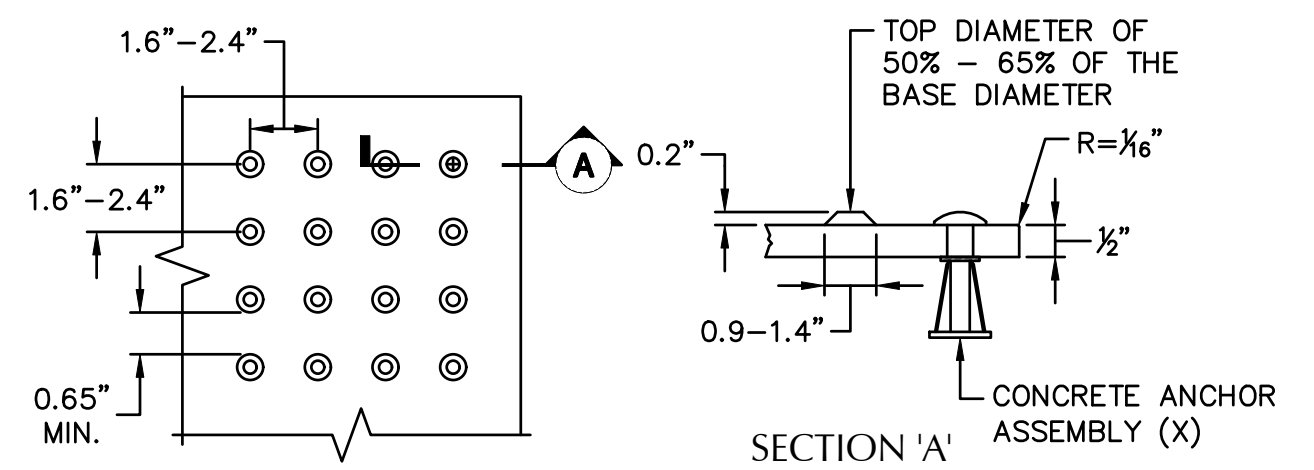 1.6"–2.4"
1.6"–2.4"
0.65"
MIN.
A
TOP DIAMETER OF
50% – 65% OF THE
BASE DIAMETER
0.2"
R=1/16"
1/2"
0.9–1.4"
CONCRETE ANCHOR
ASSEMBLY (X)
SECTION 'A'